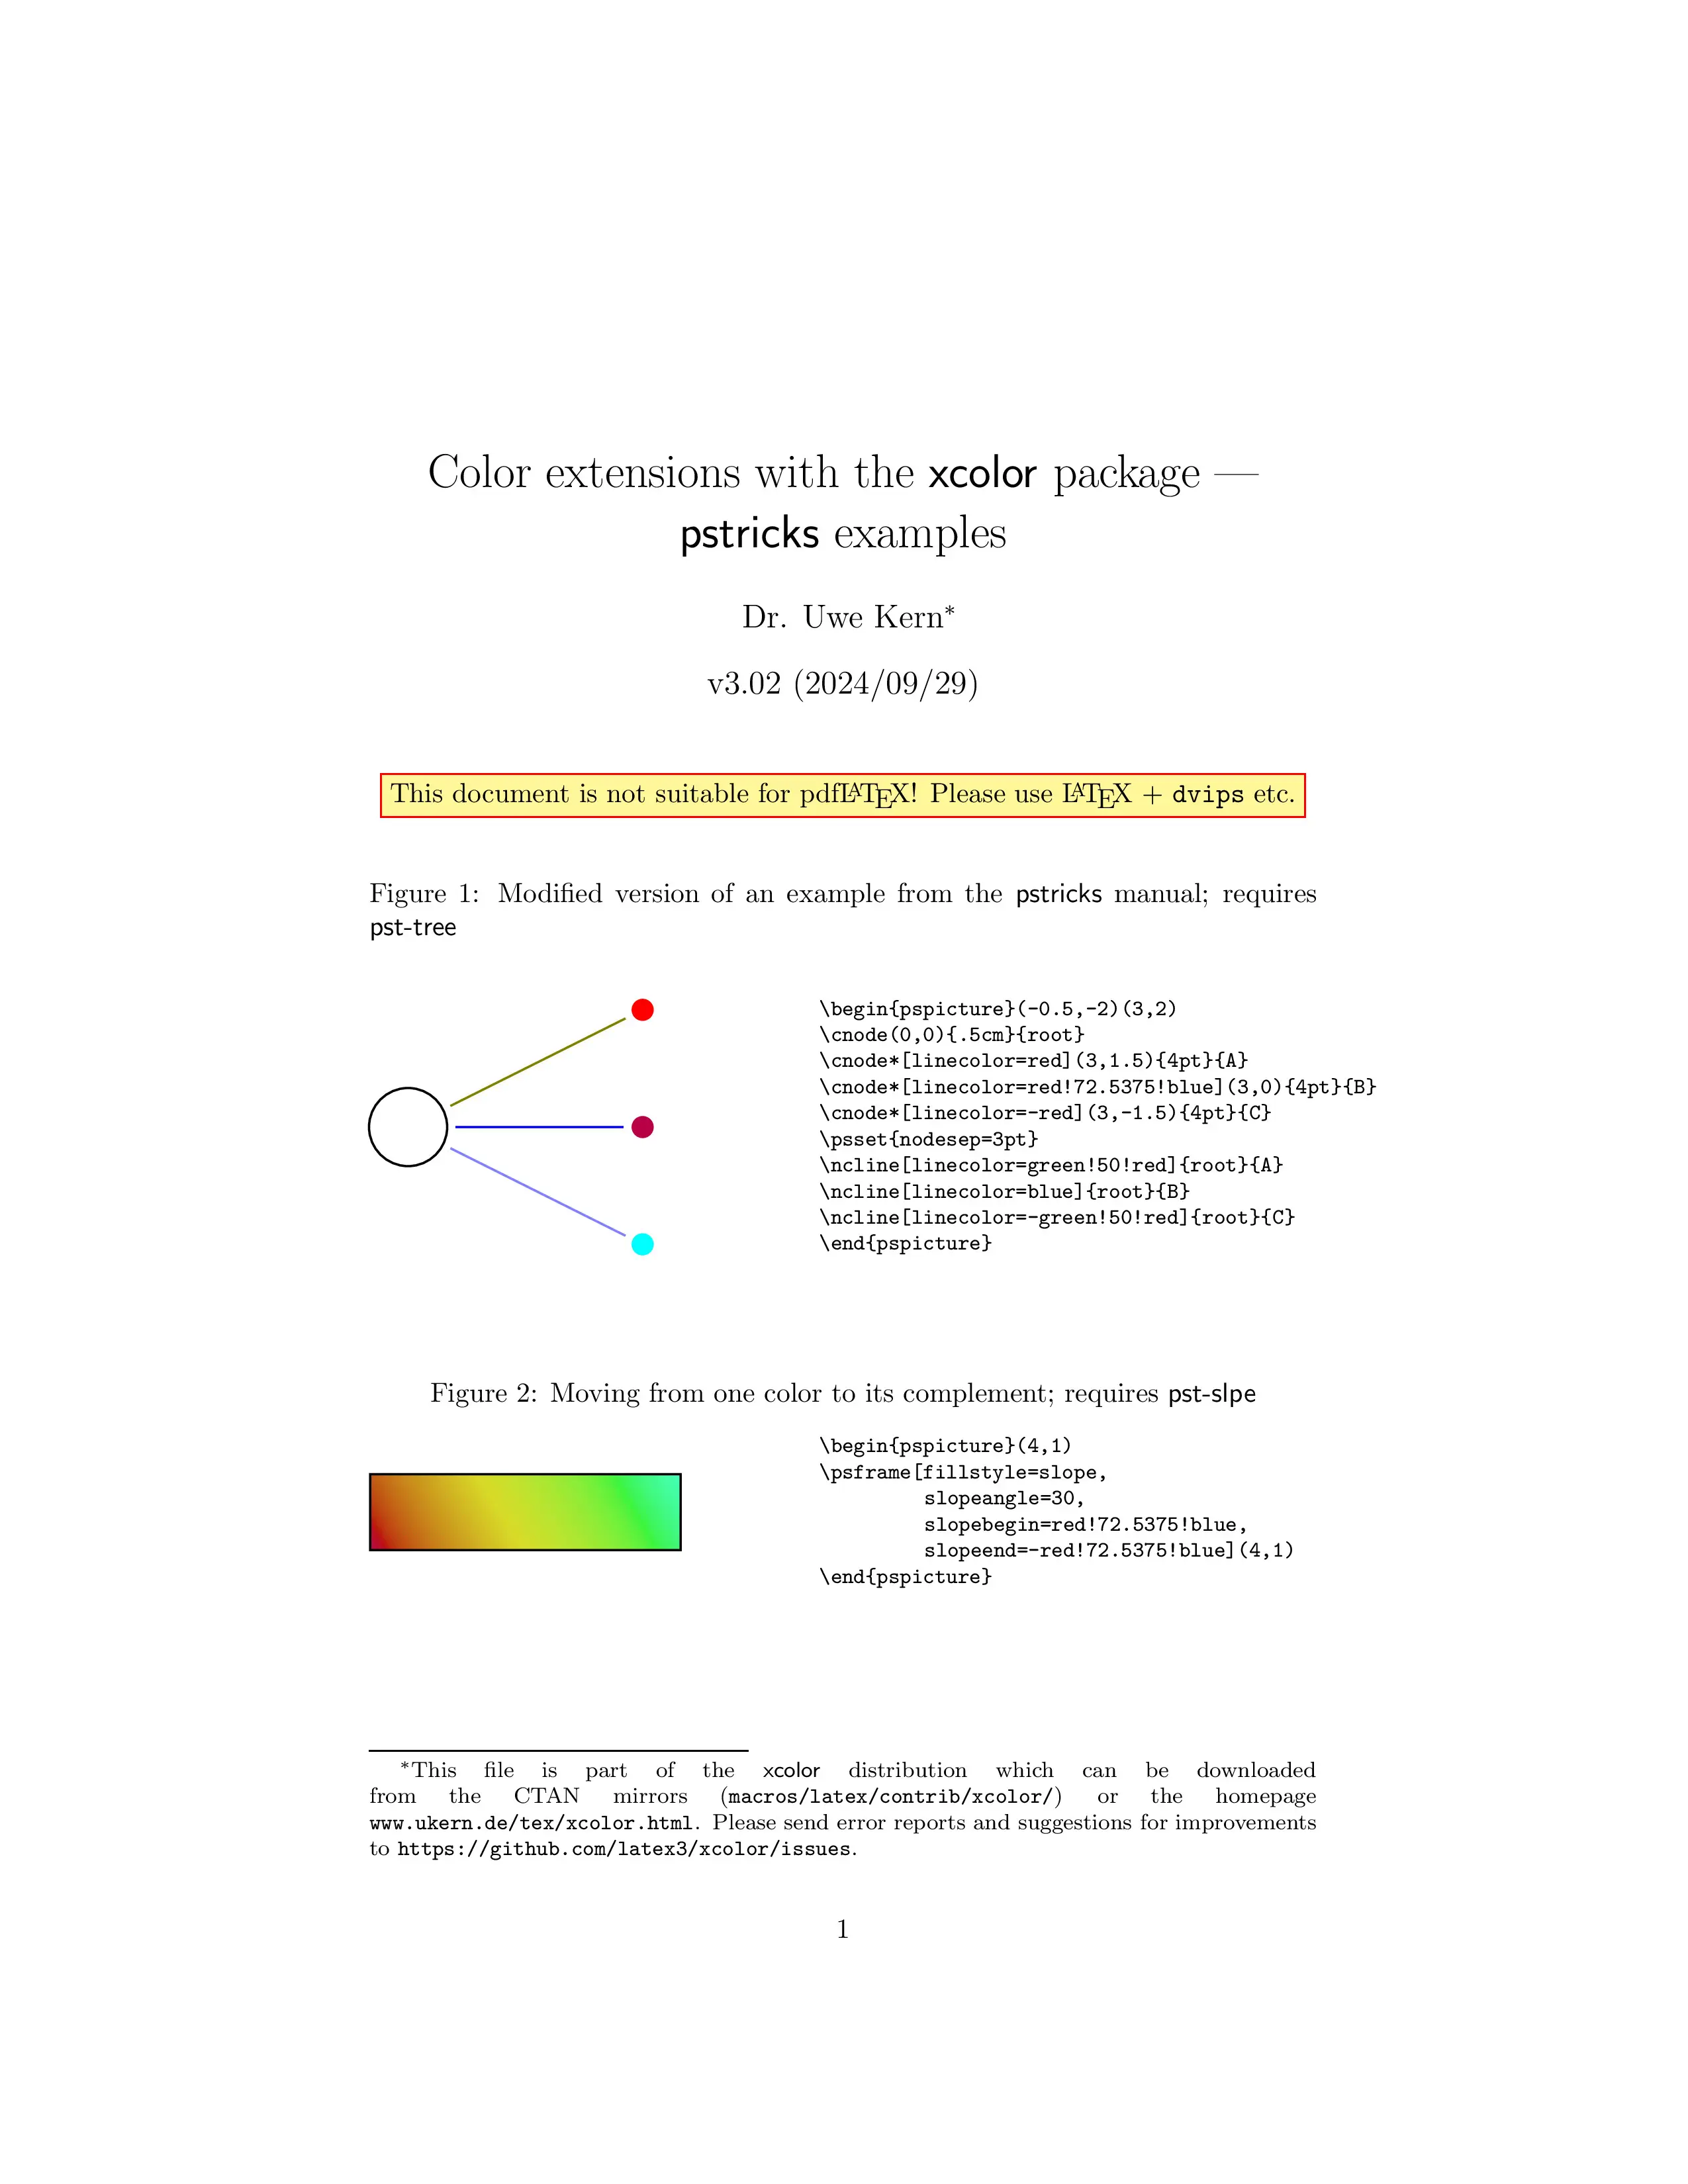 Color extensions with the xcolor package —
pstricks examples
Dr. Uwe Kern*
v3.02 (2024/09/29)
This document is not suitable for pdfLATEX! Please use LATEX + dvips etc.
Figure 1: Modified version of an example from the pstricks manual; requires
pst-tree
\begin{pspicture}(-0.5,-2)(3,2)
\cnode(0,0){.5cm}{root}
\cnode*[linecolor=red](3,1.5){4pt}{A}
\cnode*[linecolor=red!72.5375!blue](3,0){4pt}{B}
\cnode*[linecolor=-red](3,-1.5){4pt}{C}
\psset{nodesep=3pt}
\ncline[linecolor=green!50!red]{root}{A}
\ncline[linecolor=blue]{root}{B}
\ncline[linecolor=-green!50!red]{root}{C}
\end{pspicture}
Figure 2: Moving from one color to its complement; requires pst-slpe
\begin{pspicture}(4,1)
\psframe[fillstyle=slope,
slopeangle=30,
slopebegin=red!72.5375!blue,
slopeend=-red!72.5375!blue](4,1)
\end{pspicture}
*This file is part of the xcolor distribution which can be downloaded
from the CTAN mirrors (macros/latex/contrib/xcolor/) or the homepage
www.ukern.de/tex/xcolor.html. Please send error reports and suggestions for improvements
to https://github.com/latex3/xcolor/issues.
1